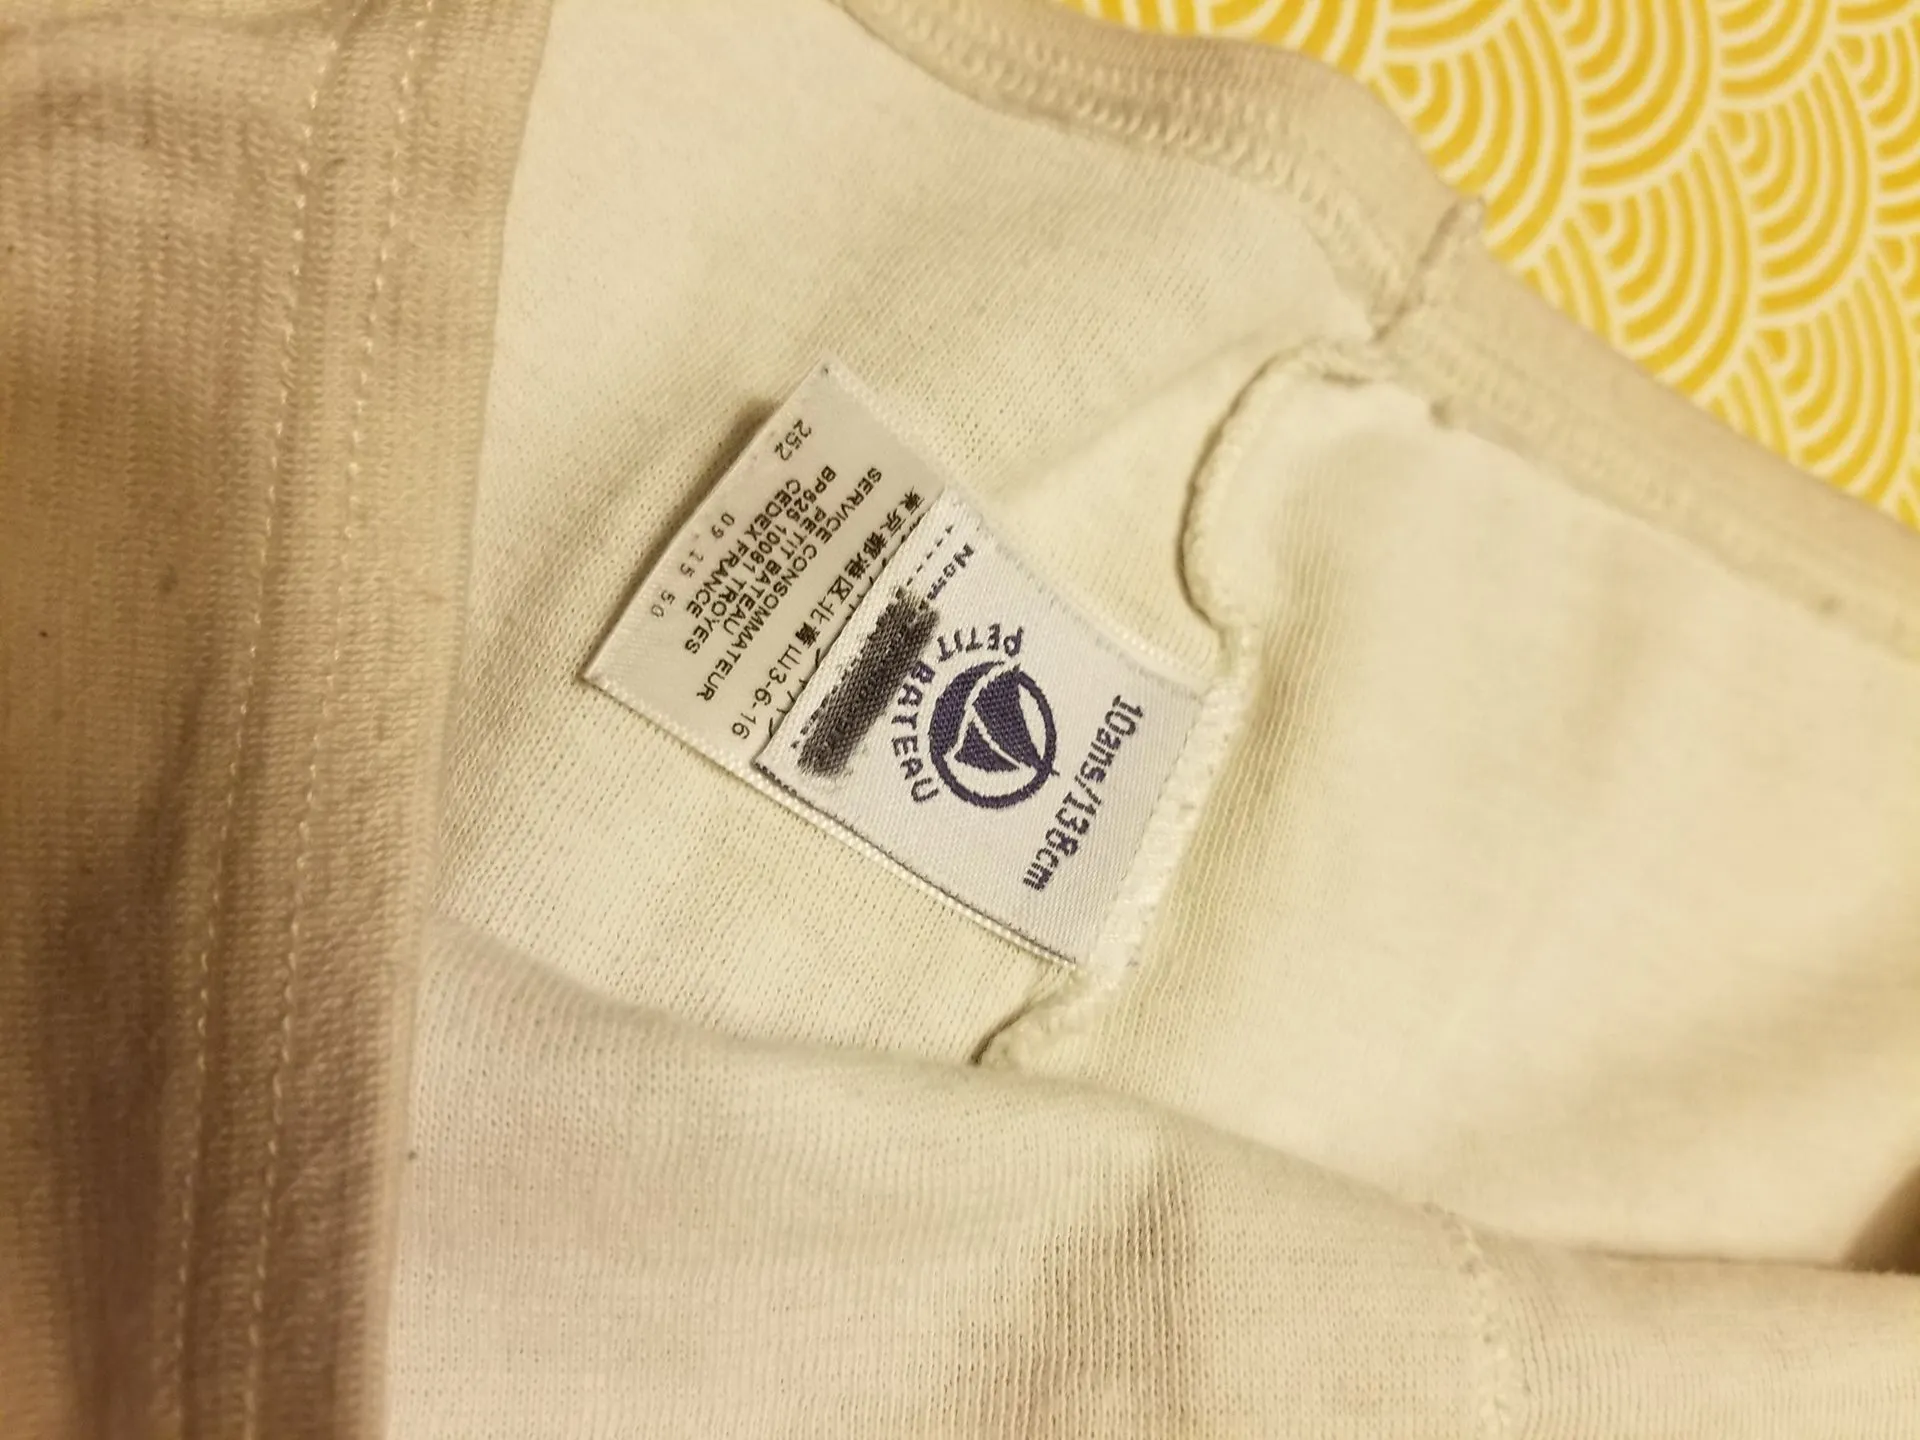 10ans/138cm
PETIT BATEAU
Nom
東京都港区北青山3-6-16
SERVICE CONSOMMATEUR
PETIT BATEAU
BP525 10081 TROYES
CEDEX FRANCE
252
09 15 50